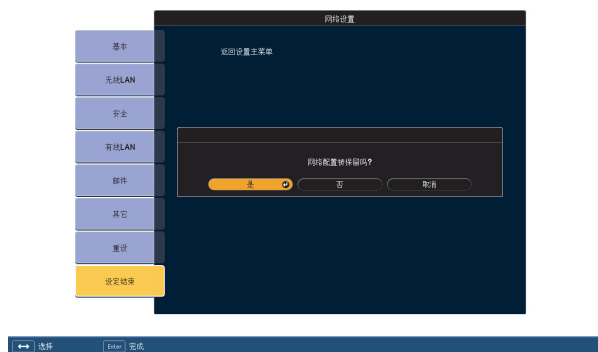 网络设置
基本
返回设置主菜单
无线LAN
安全
有线LAN
网络配置被保留吗?
邮件
是 否 取消
其它
重设
设定结束
选择 Enter 完成